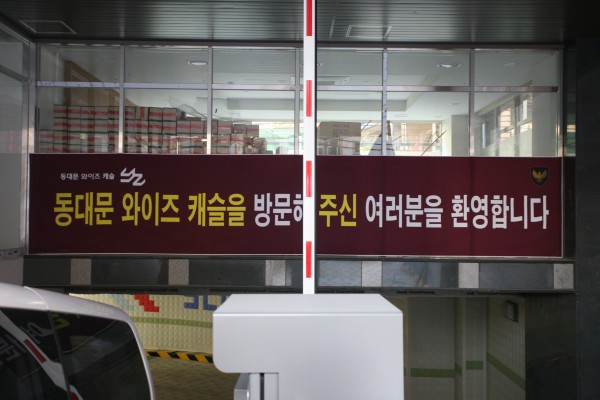 동대문 와이즈 캐슬
동대문 와이즈 캐슬을 방문해 주신 여러분을 환영합니다